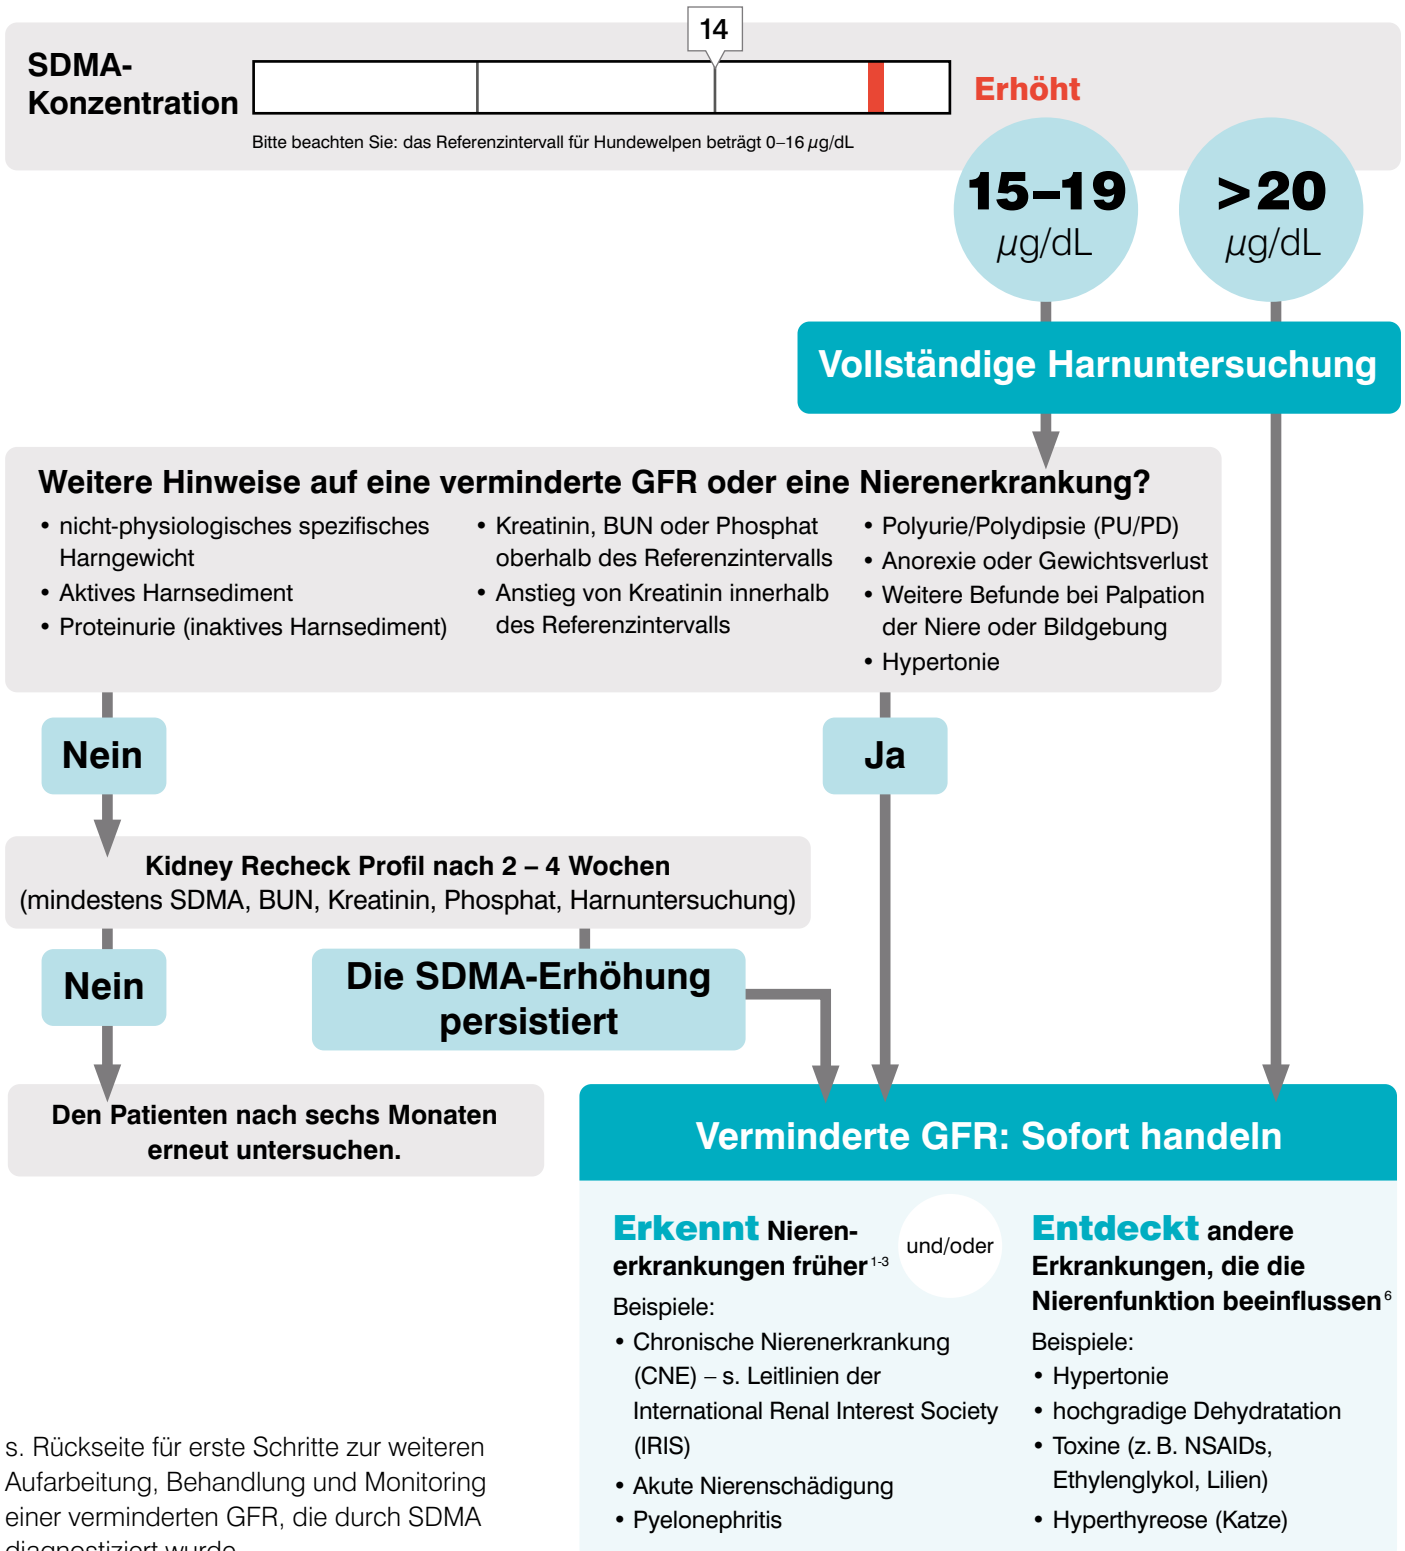 14
SDMA-
Konzentration
Erhöht
Bitte beachten Sie: das Referenzintervall für Hundewelpen beträgt 0–16 µg/dL
15–19
µg/dL
>20
µg/dL
Vollständige Harnuntersuchung
Weitere Hinweise auf eine verminderte GFR oder eine Nierenerkrankung?
• nicht-physiologisches spezifisches
Harngewicht
• Aktives Harnsediment
• Proteinurie (inaktives Harnsediment)
• Kreatinin, BUN oder Phosphat
oberhalb des Referenzintervalls
• Anstieg von Kreatinin innerhalb
des Referenzintervalls
• Polyurie/Polydipsie (PU/PD)
• Anorexie oder Gewichtsverlust
• Weitere Befunde bei Palpation
der Niere oder Bildgebung
• Hypertonie
Nein
Ja
Kidney Recheck Profil nach 2 – 4 Wochen
(mindestens SDMA, BUN, Kreatinin, Phosphat, Harnuntersuchung)
Nein
Die SDMA-Erhöhung
persistiert
Den Patienten nach sechs Monaten
erneut untersuchen.
Verminderte GFR: Sofort handeln
Erkennt Nieren-
erkrankungen früher 1-3
Beispiele:
• Chronische Nierenerkrankung
(CNE) – s. Leitlinien der
International Renal Interest Society
(IRIS)
• Akute Nierenschädigung
• Pyelonephritis
und/oder
Entdeckt andere
Erkrankungen, die die
Nierenfunktion beeinflussen 6
Beispiele:
• Hypertonie
• hochgradige Dehydratation
• Toxine (z. B. NSAIDs,
Ethylenglykol, Lilien)
• Hyperthyreose (Katze)
s. Rückseite für erste Schritte zur weiteren
Aufarbeitung, Behandlung und Monitoring
einer verminderten GFR, die durch SDMA
diagnostiziert wurde